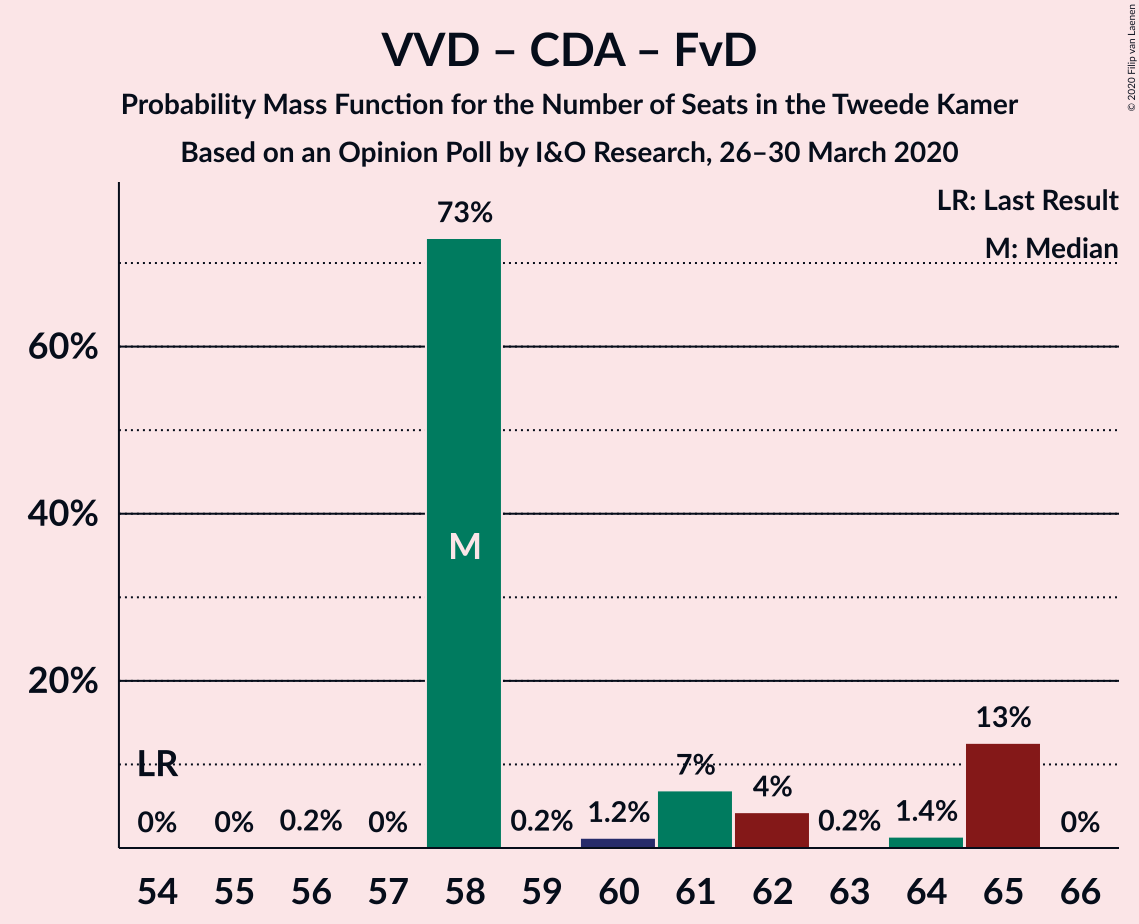 VVD – CDA – FvD
Probability Mass Function for the Number of Seats in the Tweede Kamer
Based on an Opinion Poll by I&O Research, 26–30 March 2020
© 2020 Filip van Laenen
LR: Last Result
M: Median
60%
40%
20%
LR
M
0%
0%
0.2%
0%
73%
0.2%
1.2%
7%
4%
0.2%
1.4%
13%
0%
54 55 56 57 58 59 60 61 62 63 64 65 66